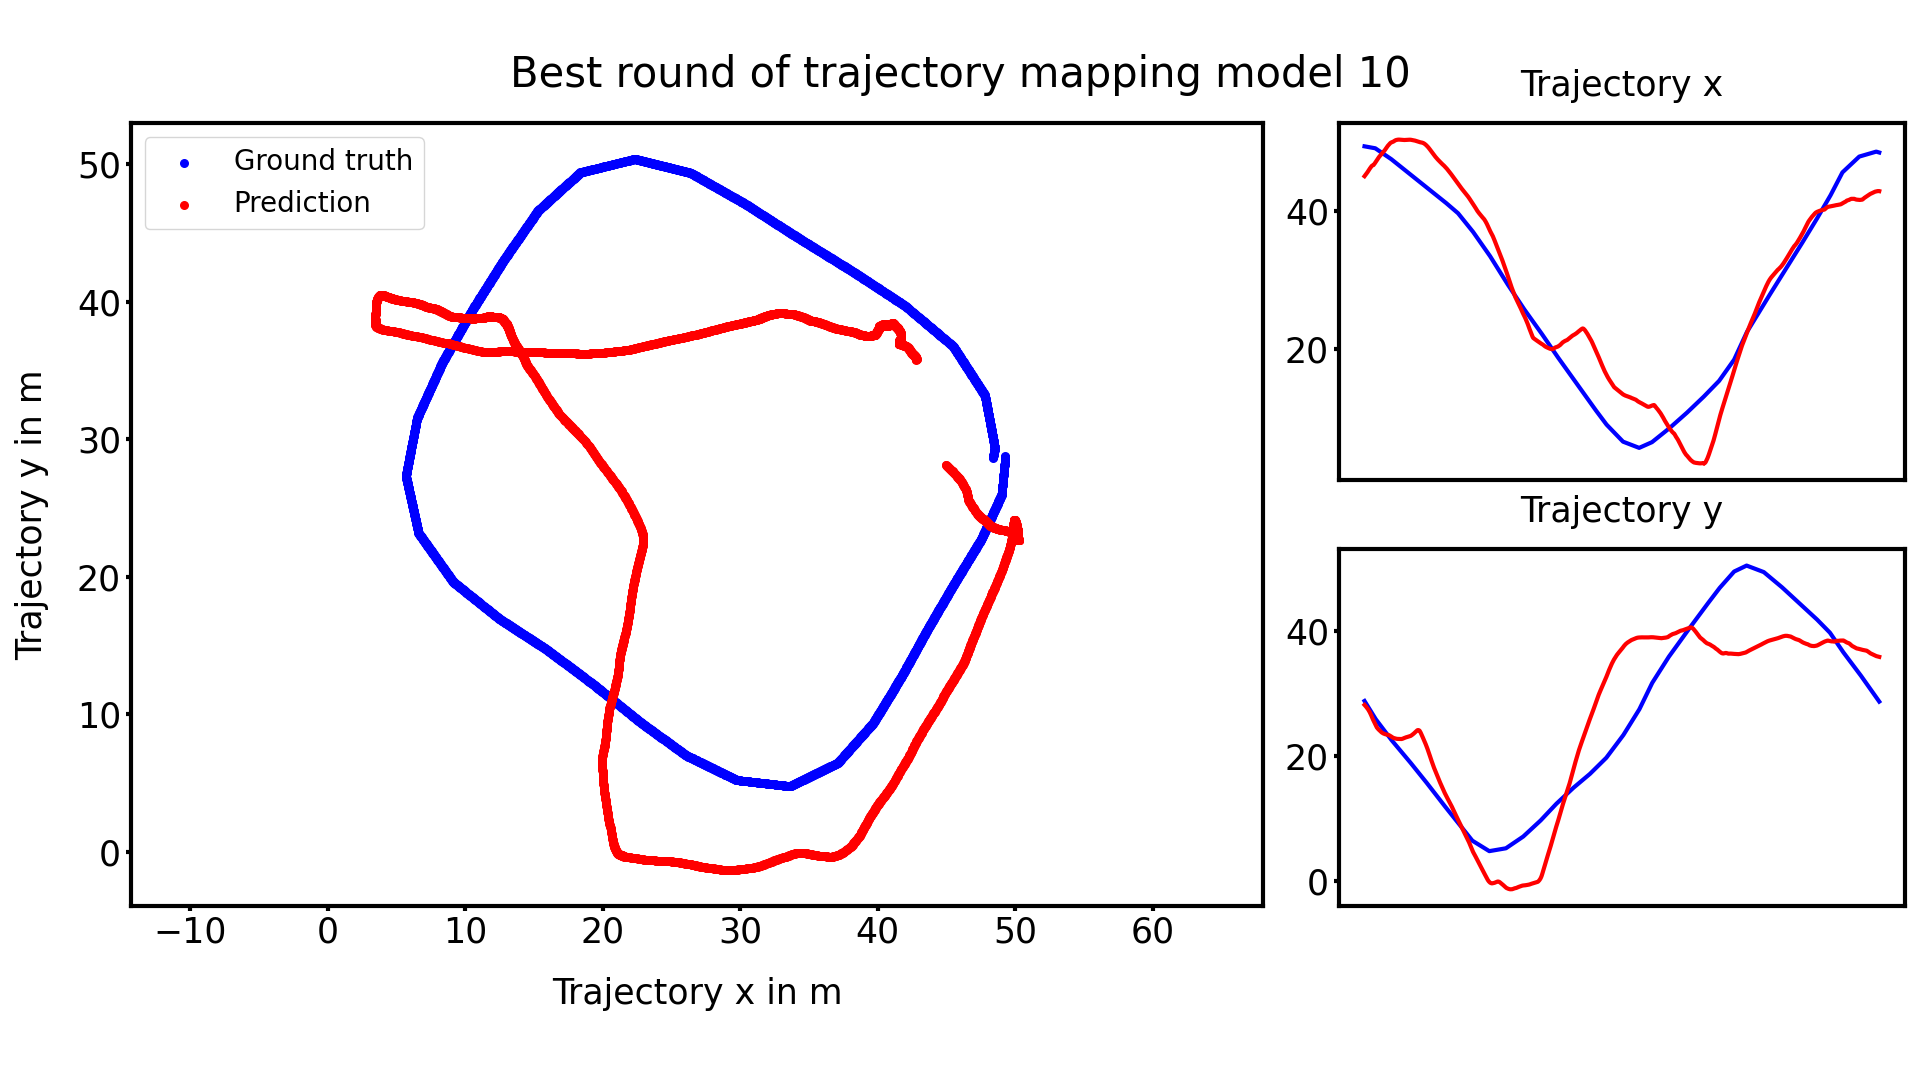 Best round of trajectory mapping model 10
Ground truth
Prediction
Trajectory y in m
50
40
30
20
10
0
−10 0 10 20 30 40 50 60
Trajectory x in m
Trajectory x
40
20
Trajectory y
40
20
0